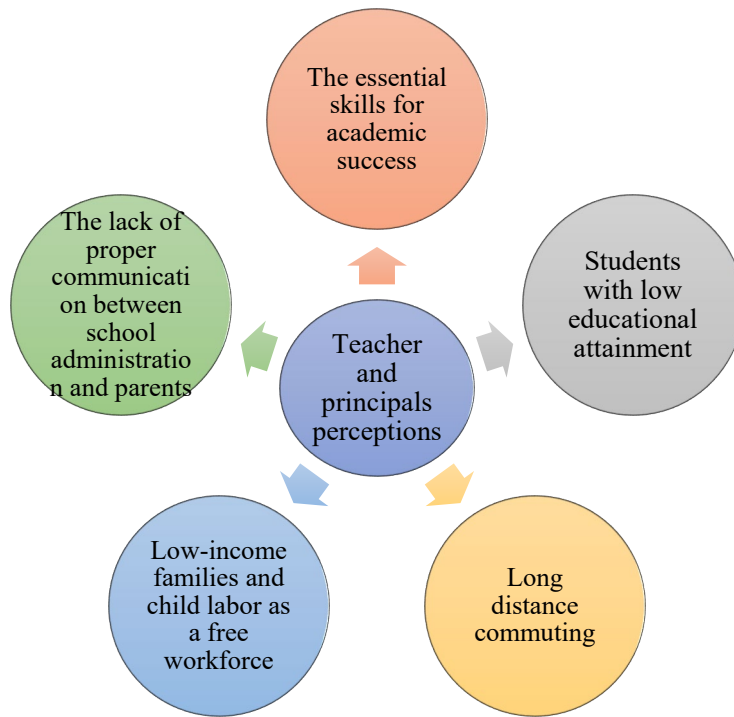 The essential
skills for
academic
success
The lack of
proper
communicati
on between
school
administratio
n and parents
Students
with low
educational
attainment
Teacher
and
principals
perceptions
Low-income
families and
child labor as
a free
workforce
Long
distance
commuting